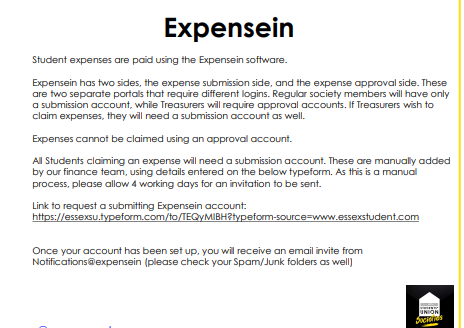 Expensein
Student expenses are paid using the Expensein software.
Expensein has two sides, the expense submission side, and the expense approval side. These
are two separate portals that require different logins. Regular society members will have only
a submission account, while Treasurers will require approval accounts. If Treasurers wish to
claim expenses, they will need a submission account as well.
Expenses cannot be claimed using an approval account.
All Students claiming an expense will need a submission account. These are manually added
by our finance team, using details entered on the below typeform. As this is a manual
process, please allow 4 working days for an invitation to be sent.
Link to request a submitting Expensein account:
https://essexsu.typeform.com/to/TEQyMIBH?typeform-source=www.essexstudent.com
Once your account has been set up, you will receive an email invite from
Notifications@expensein (please check your Spam/Junk folders as well)
STUDENTS'
UNION
Societies